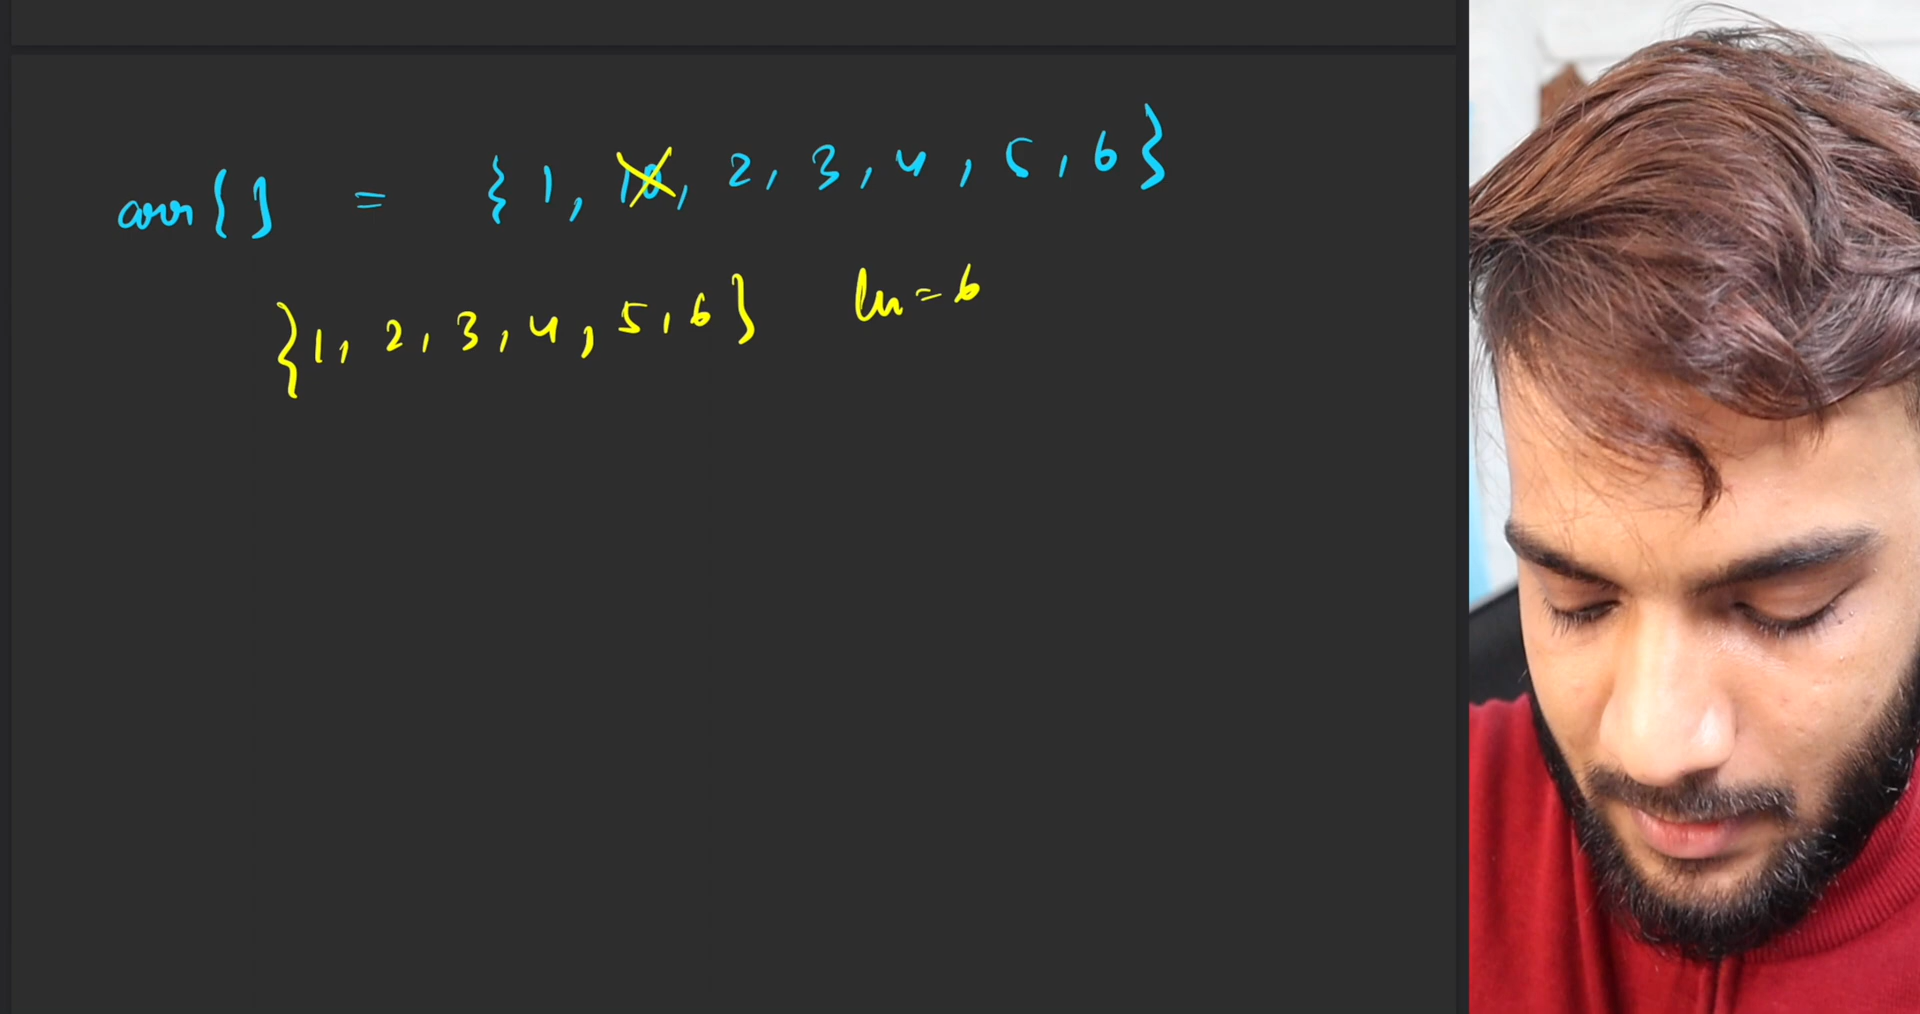 arr[] = {1, 10, 2, 3, 4, 5, 6}
{1, 2, 3, 4, 5, 6} len = 6